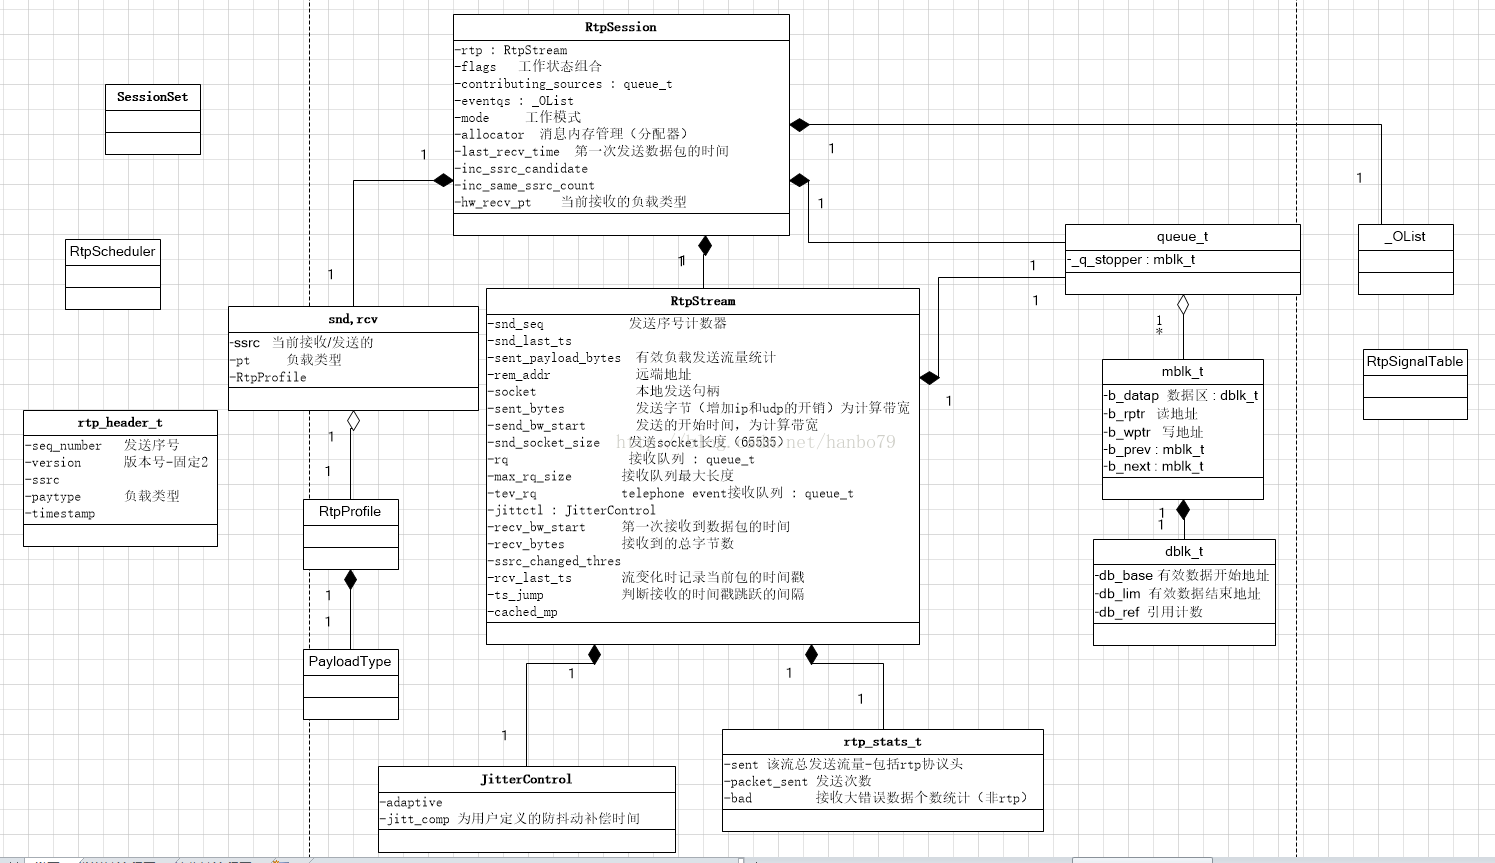 RtpSession
-rtp : RtpStream
-flags 工作状态组合
-contributing_sources : queue_t
-eventqs : _OList
-mode 工作模式
-allocator 消息内存管理（分配器）
-last_recv_time 第一次发送数据包的时间
-inc_ssrc_candidate
-inc_same_ssrc_count
-hw_recv_pt 当前接收的负载类型
SessionSet
RtpScheduler
1
1
1
1
1
1
1
1
snd,rcv
-ssrc 当前接收/发送的
-pt 负载类型
-RtpProfile
queue_t
-_q_stopper : mblk_t
_OList
RtpStream
-snd_seq 发送序号计数器
-snd_last_ts
-sent_payload_bytes 有效负载发送流量统计
-rem_addr 远端地址
-socket 本地发送句柄
-sent_bytes 发送字节（增加ip和udp的开销）为计算带宽
-send_bw_start 发送的开始时间，为计算带宽
-snd_socket_size 发送socket长度（65535）
-rq 接收队列 : queue_t
-max_rq_size 接收队列最大长度
-tev_rq telephone event接收队列 : queue_t
-jittctl : JitterControl
-recv_bw_start 第一次接收到数据包的时间
-recv_bytes 接收到的总字节数
-ssrc_changed_thres
-rcv_last_ts 流变化时记录当前包的时间戳
-ts_jump 判断接收的时间戳跳跃的间隔
-cached_mp
1
1
1
*
mblk_t
-b_datap 数据区 : dblk_t
-b_rptr 读地址
-b_wptr 写地址
-b_prev : mblk_t
-b_next : mblk_t
RtpSignalTable
rtp_header_t
-seq_number 发送序号
-version 版本号-固定2
-ssrc
-paytype 负载类型
-timestamp
1
1
RtpProfile
1
1
PayloadType
1
1
dblk_t
-db_base 有效数据开始地址
-db_lim 有效数据结束地址
-db_ref 引用计数
1
1
1
1
JitterControl
-adaptive
-jitt_comp 为用户定义的防抖动补偿时间
rtp_stats_t
-sent 该流总发送流量-包括rtp协议头
-packet_sent 发送次数
-bad 接收大错误数据个数统计（非rtp）